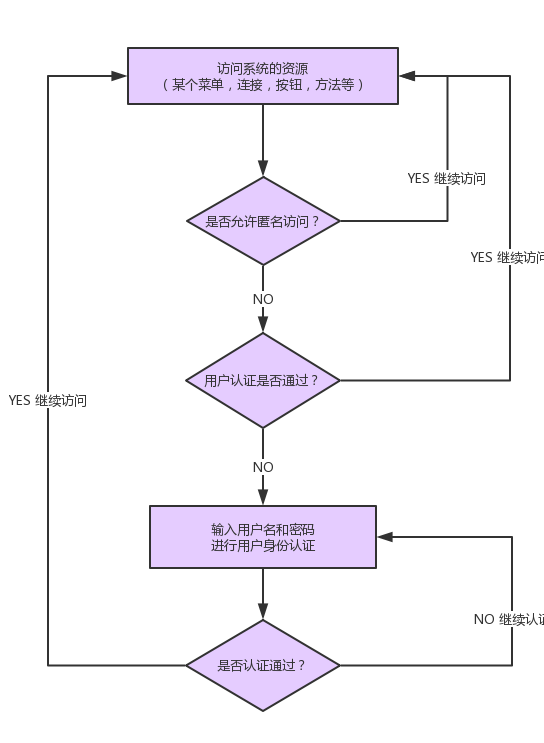 访问系统的资源
（某个菜单，连接，按钮，方法等）
YES 继续访问
是否允许匿名访问？
YES 继续访问
NO
用户认证是否通过？
YES 继续访问
NO
输入用户名和密码
进行用户身份认证
NO 继续认证
是否认证通过？